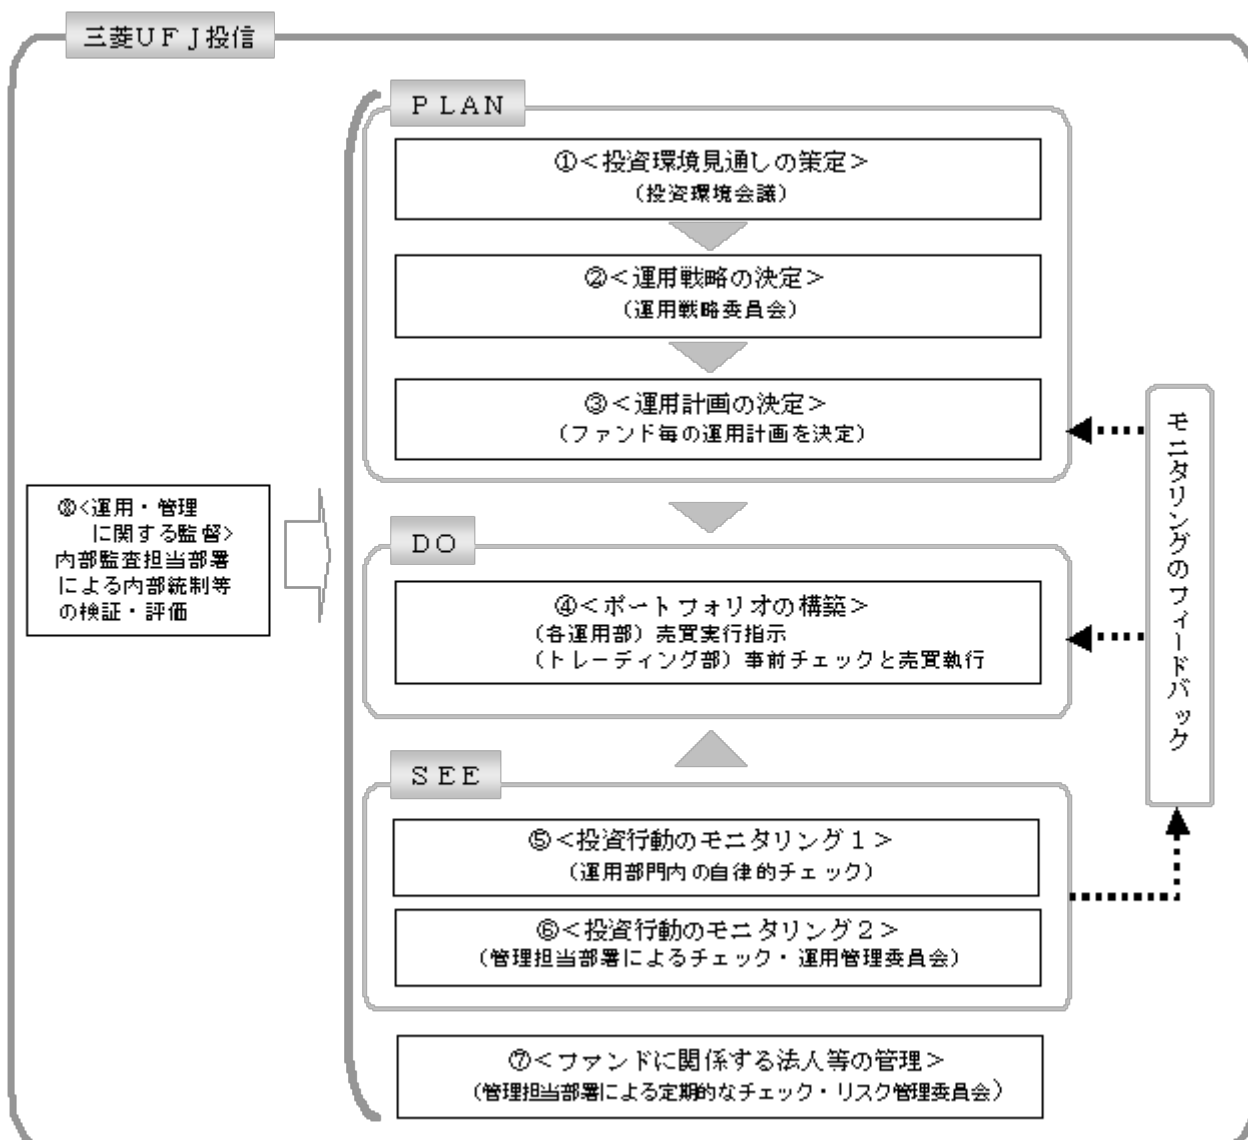 三菱ＵＦＪ投信
ＰＬＡＮ
①＜投資環境見通しの策定＞
（投資環境会議）
②＜運用戦略の決定＞
（運用戦略委員会）
③＜運用計画の決定＞
（ファンド毎の運用計画を決定）
モニタリングのフィードバック
⑧<運用・管理
に関する監督>
内部監査担当部署
による内部統制等
の検証・評価
ＤＯ
④＜ポートフォリオの構築＞
（各運用部）売買実行指示
（トレーディング部）事前チェックと売買執行
ＳＥＥ
⑤＜投資行動のモニタリング１＞
（運用部門内の自律的チェック）
⑥＜投資行動のモニタリング２＞
（管理担当部署によるチェック・運用管理委員会）
⑦＜ファンドに関係する法人等の管理＞
（管理担当部署による定期的なチェック・リスク管理委員会）